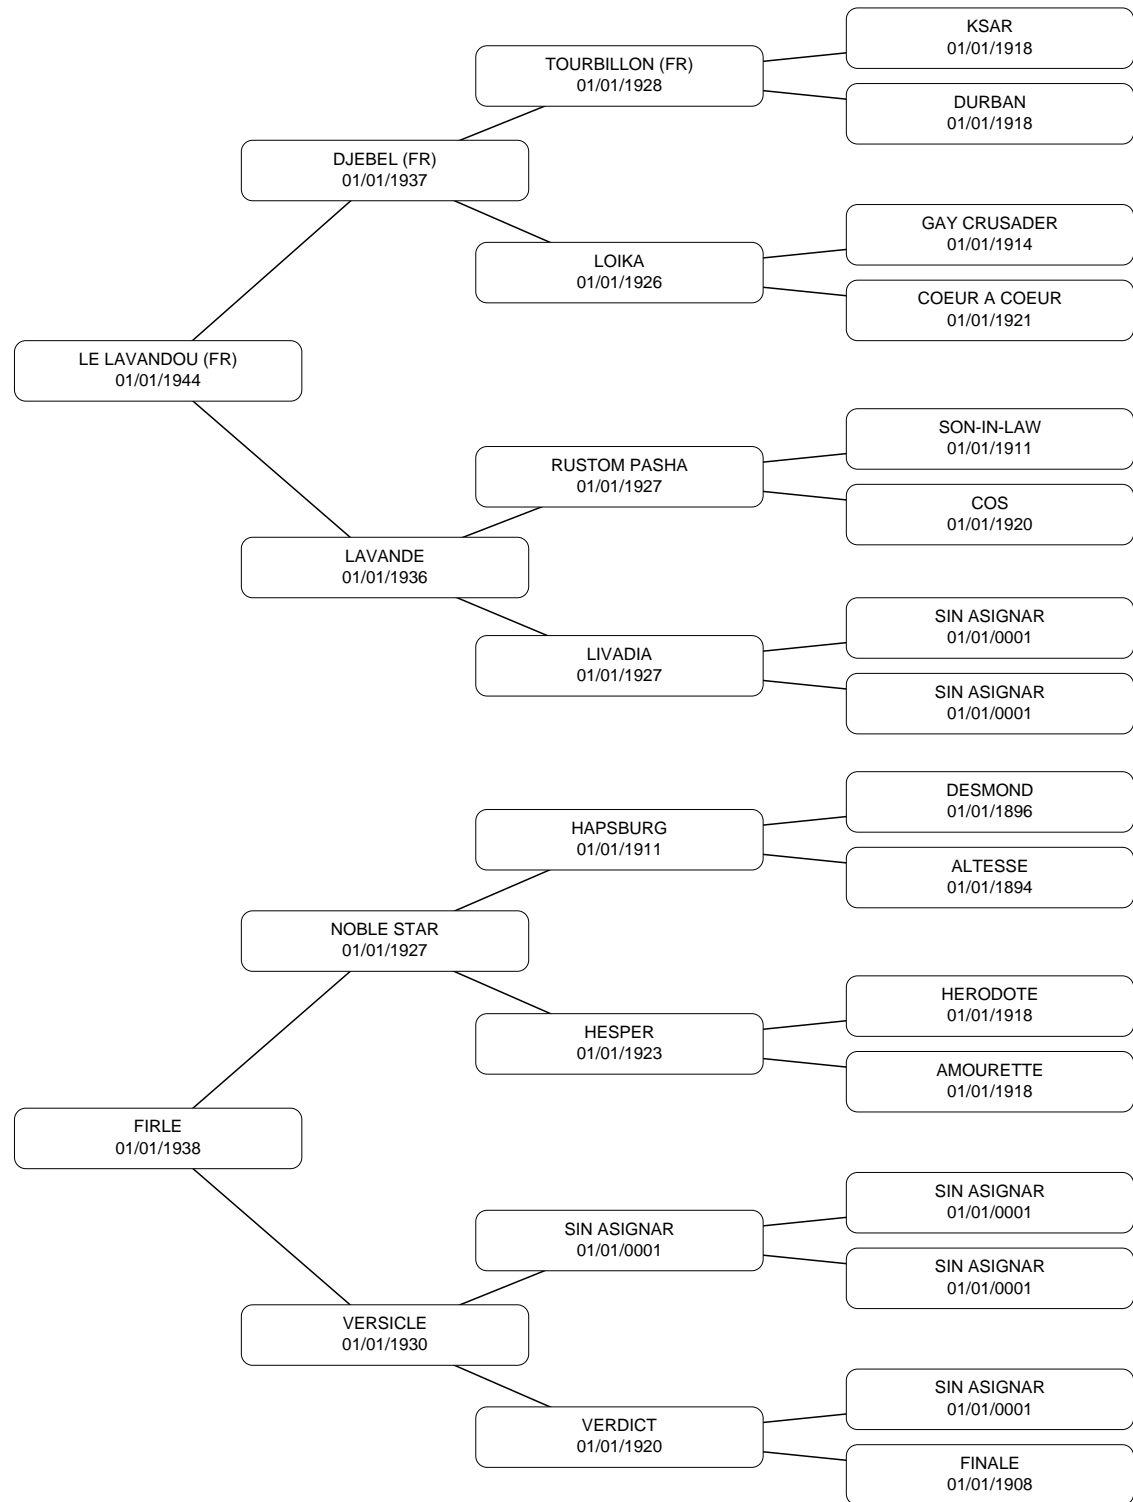 KSAR
01/01/1918
TOURBILLON (FR)
01/01/1928
DURBAN
01/01/1918
DJEBEL (FR)
01/01/1937
GAY CRUSADER
01/01/1914
LOIKA
01/01/1926
COEUR A COEUR
01/01/1921
LE LAVANDOU (FR)
01/01/1944
SON-IN-LAW
01/01/1911
RUSTOM PASHA
01/01/1927
COS
01/01/1920
LAVANDE
01/01/1936
SIN ASIGNAR
01/01/0001
LIVADIA
01/01/1927
SIN ASIGNAR
01/01/0001
DESMOND
01/01/1896
HAPSBURG
01/01/1911
ALTESSE
01/01/1894
NOBLE STAR
01/01/1927
HERODOTE
01/01/1918
HESPER
01/01/1923
AMOURETTE
01/01/1918
FIRLE
01/01/1938
SIN ASIGNAR
01/01/0001
SIN ASIGNAR
01/01/0001
SIN ASIGNAR
01/01/0001
VERSICLE
01/01/1930
SIN ASIGNAR
01/01/0001
VERDICT
01/01/1920
FINALE
01/01/1908